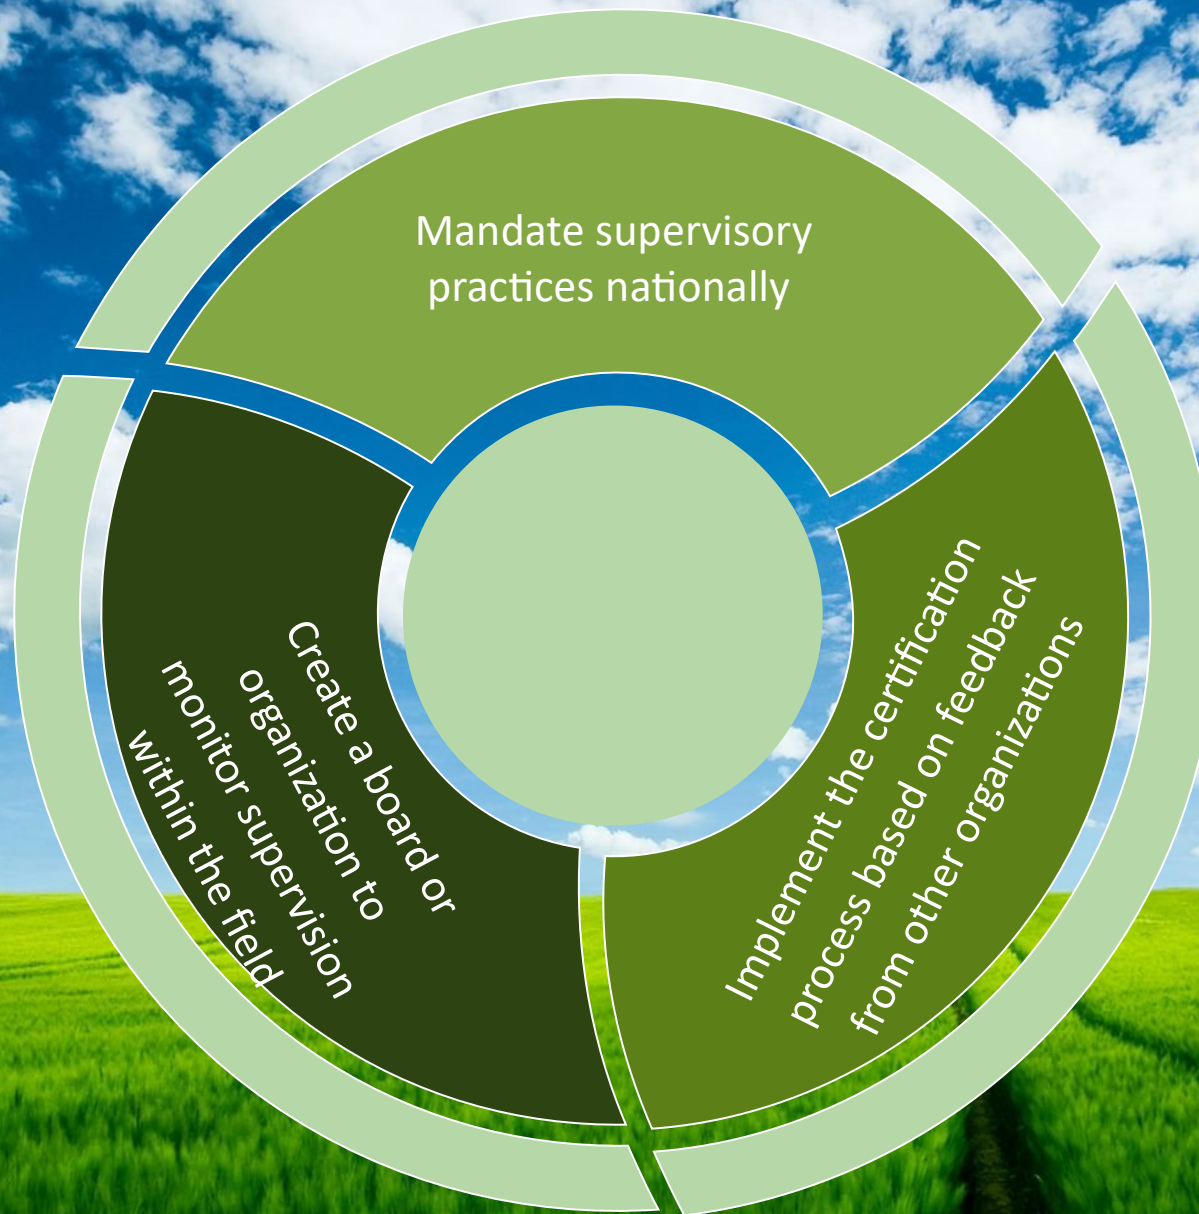 Mandate supervisory
practices nationally
Implement the certification
process based on feedback
from other organizations
Create a board or
organization to
monitor supervision
within the field